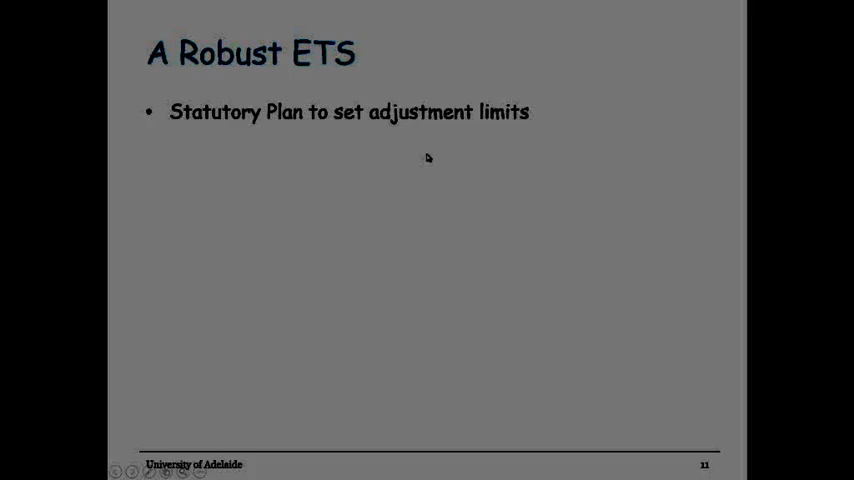 A Robust ETS
• Statutory Plan to set adjustment limits
University of Adelaide
11